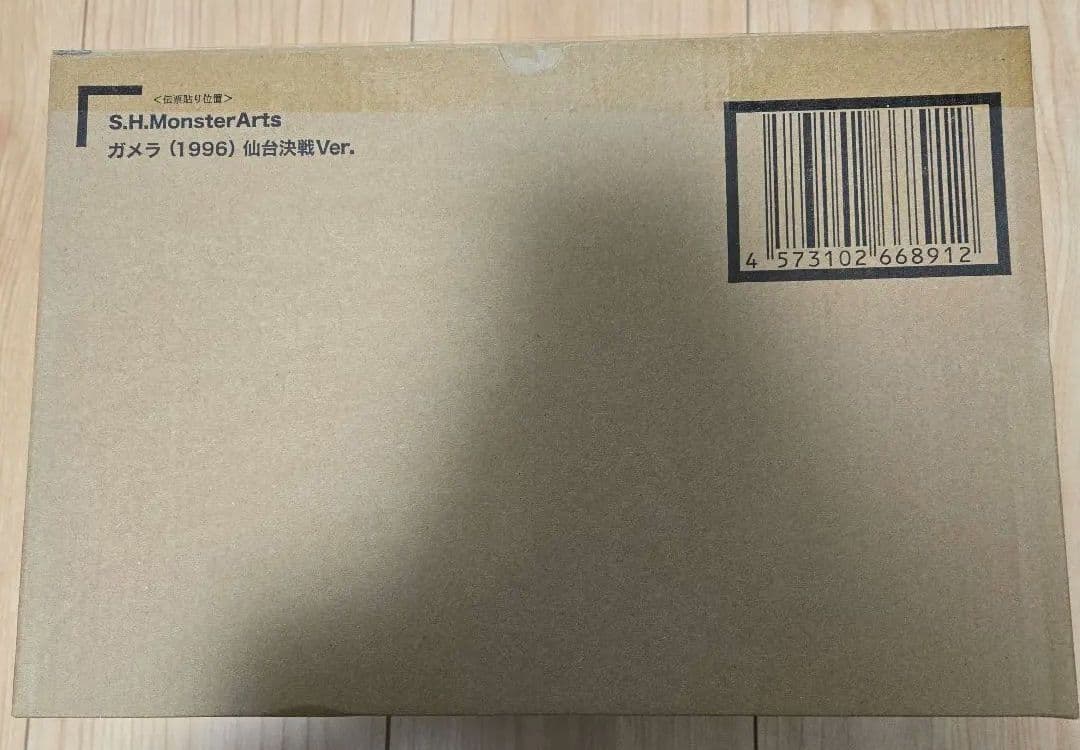 <伝票貼り位置>
S.H.MonsterArts
ガメラ（1996）仙台決戦Ver.
4 573102 668912